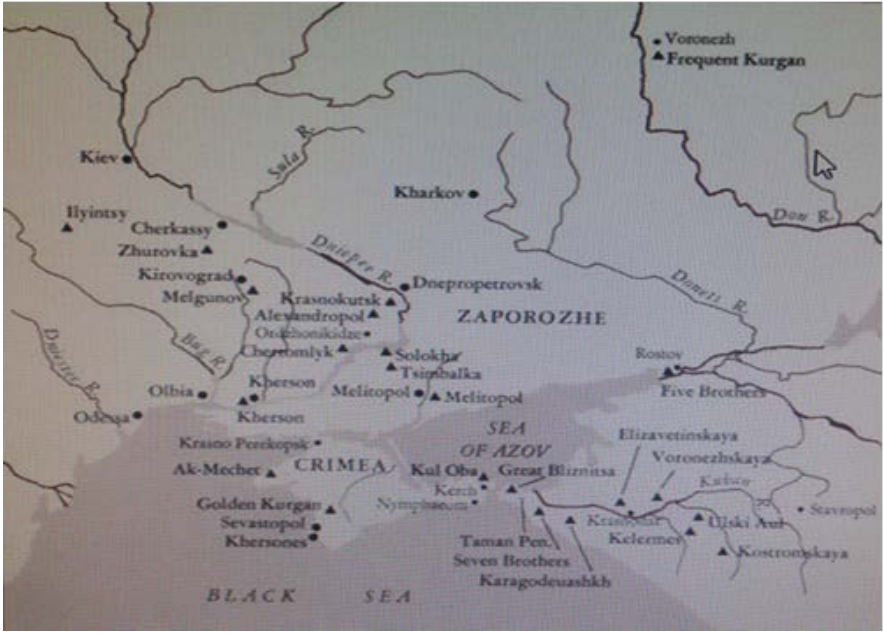 Voronezh
Frequent Kurgan
Kiev
Sula R.
Kharkov
Ilyintsy
Cherkassy
Don R.
Zhurovka
Dnieper R.
Kirovograd
Dnepropetrovsk
Melgunov
Krasnokutsk
Donets R.
Alexandropol
ZAPOROZHE
Ordzhonikidze
Bug R.
Chertomlyk
Solokha
Rostov
Dniester R.
Tsimbalka
Kherson
Five Brothers
Olbia
Melitopol
Melitopol
Odessa
Kherson
SEA
OF AZOV
Elizavetinskaya
Krasno Perekopsk
Voronezhskaya
Ak-Mechet
CRIMEA
Kul Oba
Great Bliznitsa
Kerch
Kuban
Golden Kurgan
Nymphaeum
Stavropol
Sevastopol
Krasnodar
Ulski Aul
Khersones
Taman Pen.
Kelermes
Seven Brothers
Kostromskaya
Karagodeuashkh
BLACK SEA